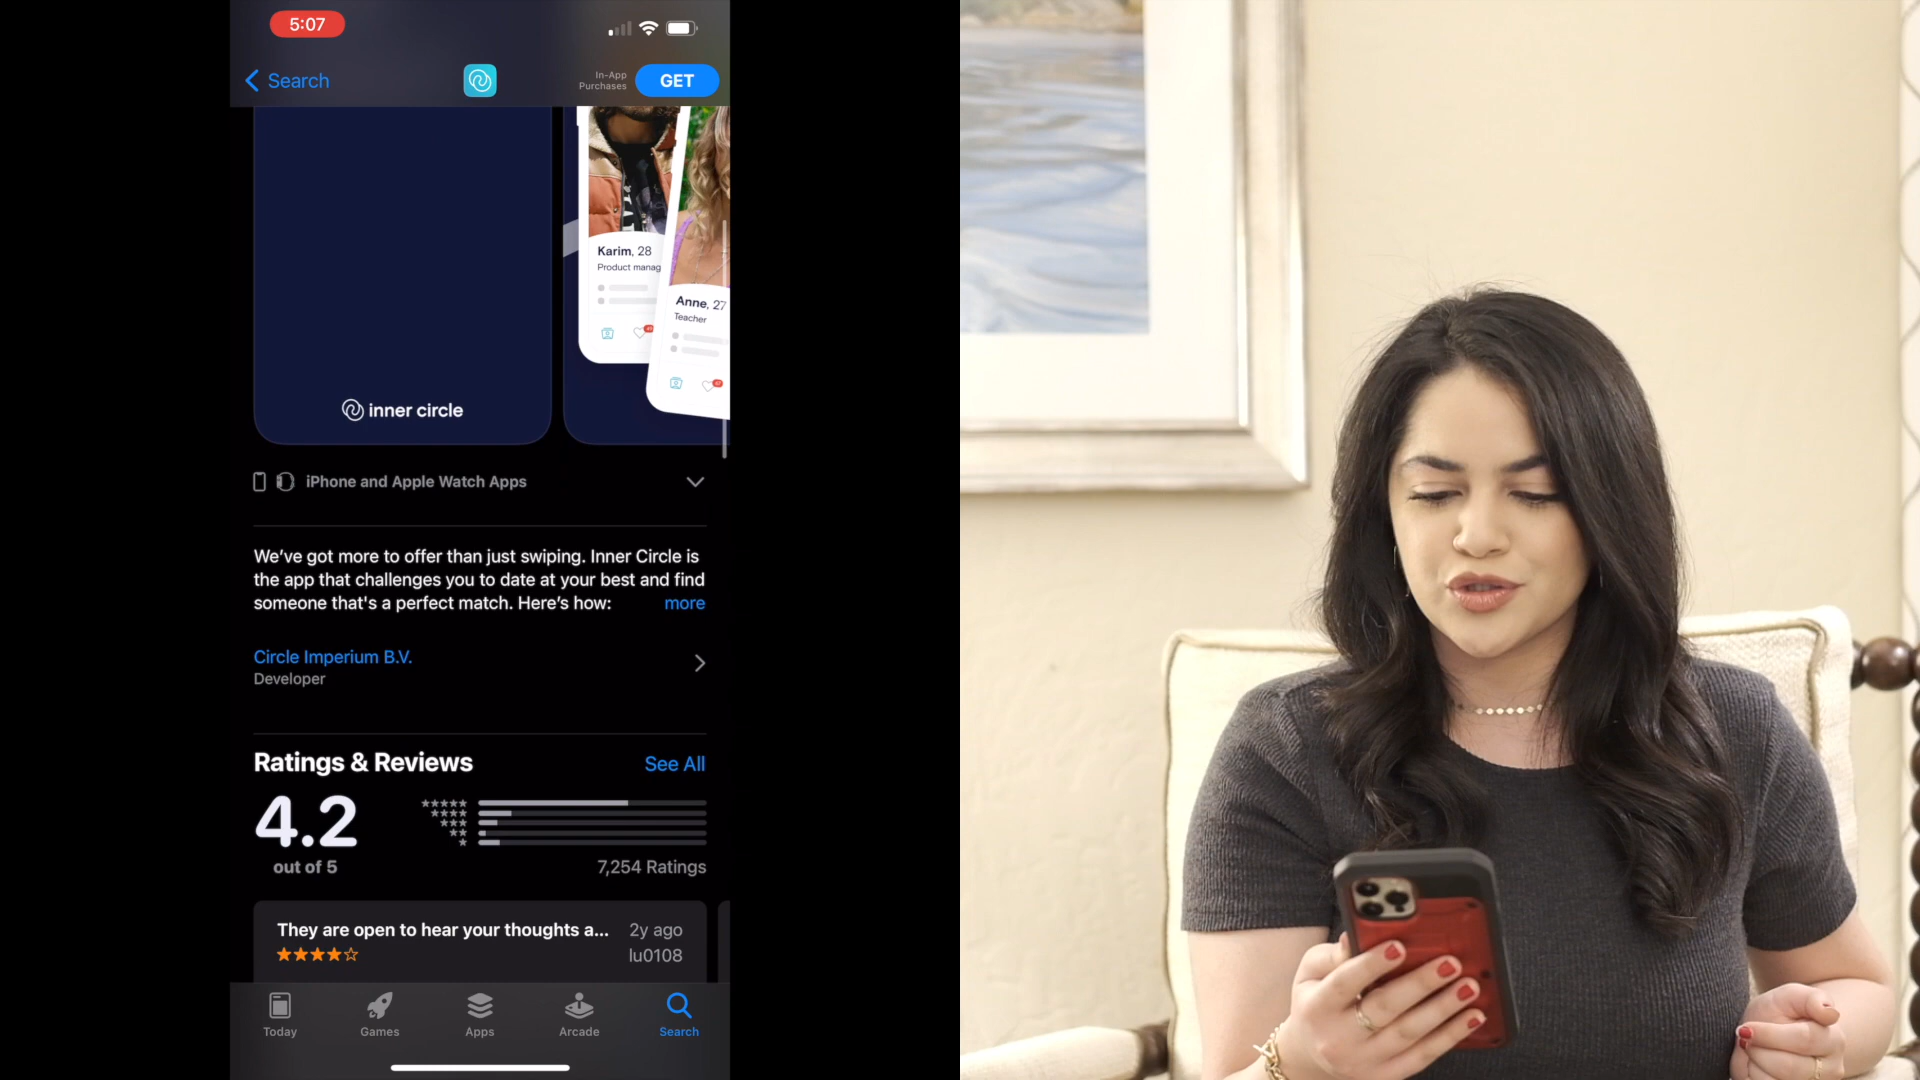 5:07
Search
In-App
Purchases
GET
Karim, 28
Product manag
Anne, 27
Teacher
inner circle
iPhone and Apple Watch Apps
We've got more to offer than just swiping. Inner Circle is
the app that challenges you to date at your best and find
someone that's a perfect match. Here's how: more
Circle Imperium B.V.
Developer
Ratings & Reviews
See All
4.2
out of 5
7,254 Ratings
They are open to hear your thoughts a...
2y ago
lu0108
Today
Games
Apps
Arcade
Search